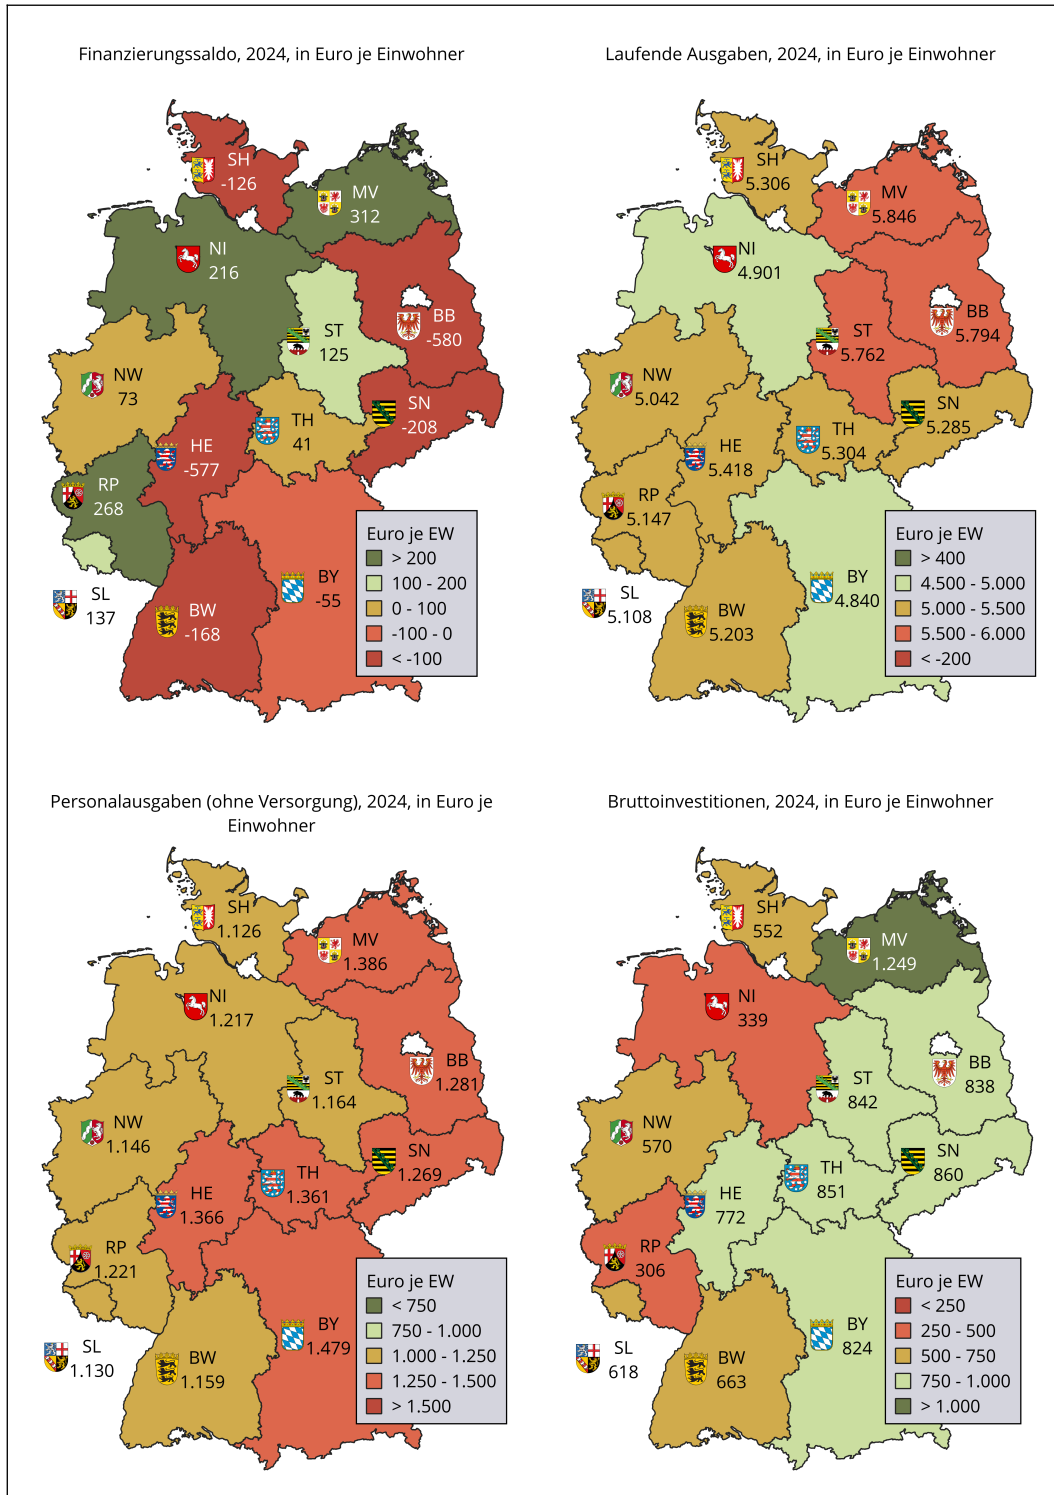 Finanzierungssaldo, 2024, in Euro je Einwohner
SH
-126
MV
312
NI
216
BB
-580
ST
125
NW
73
SN
-208
TH
41
HE
-577
RP
268
SL
137
BY
-55
BW
-168
Euro je EW
> 200
100 - 200
0 - 100
-100 - 0
< -100
Laufende Ausgaben, 2024, in Euro je Einwohner
SH
5.306
MV
5.846
NI
4.901
BB
5.794
ST
5.762
NW
5.042
SN
5.285
TH
5.304
HE
5.418
RP
5.147
SL
5.108
BY
4.840
BW
5.203
Euro je EW
> 400
4.500 - 5.000
5.000 - 5.500
5.500 - 6.000
< -200
Personalausgaben (ohne Versorgung), 2024, in Euro je
Einwohner
SH
1.126
MV
1.386
NI
1.217
BB
1.281
ST
1.164
NW
1.146
SN
1.269
TH
1.361
HE
1.366
RP
1.221
SL
1.130
BY
1.479
BW
1.159
Euro je EW
< 750
750 - 1.000
1.000 - 1.250
1.250 - 1.500
> 1.500
Bruttoinvestitionen, 2024, in Euro je Einwohner
SH
552
MV
1.249
NI
339
BB
838
ST
842
NW
570
SN
860
TH
851
HE
772
RP
306
SL
618
BY
824
BW
663
Euro je EW
< 250
250 - 500
500 - 750
750 - 1.000
> 1.000